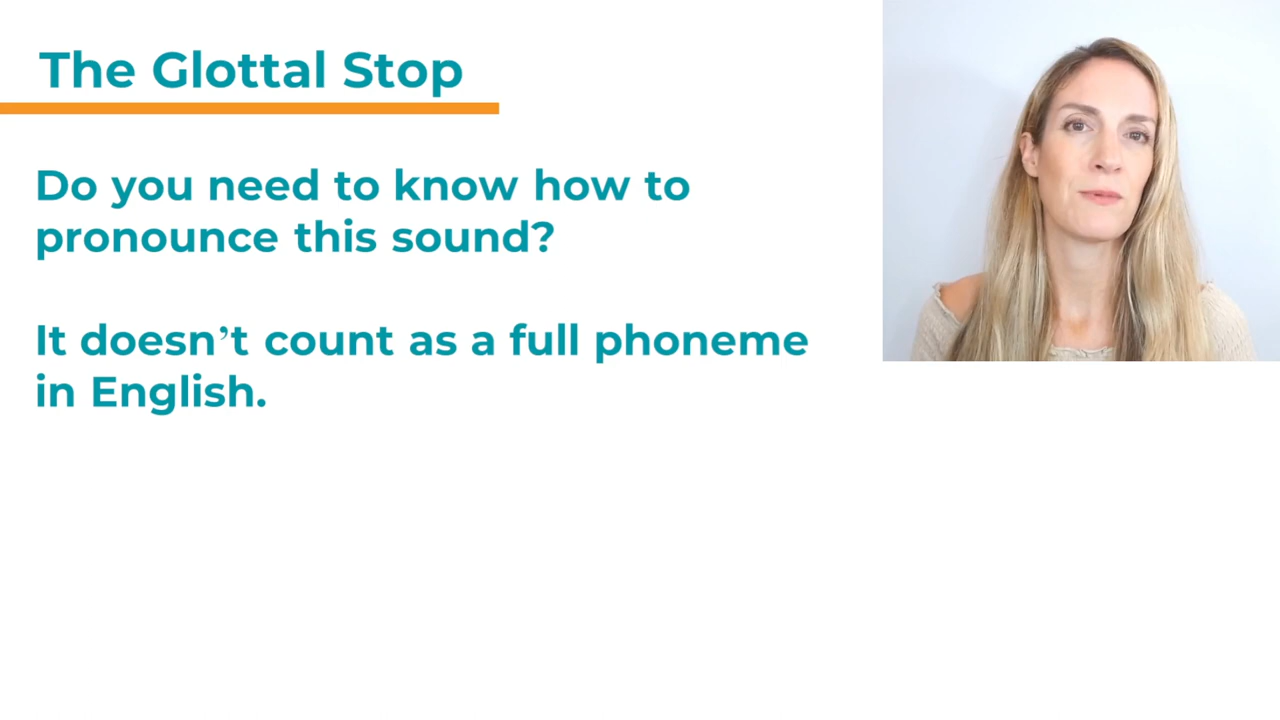 The Glottal Stop
Do you need to know how to
pronounce this sound?
It doesn’t count as a full phoneme
in English.